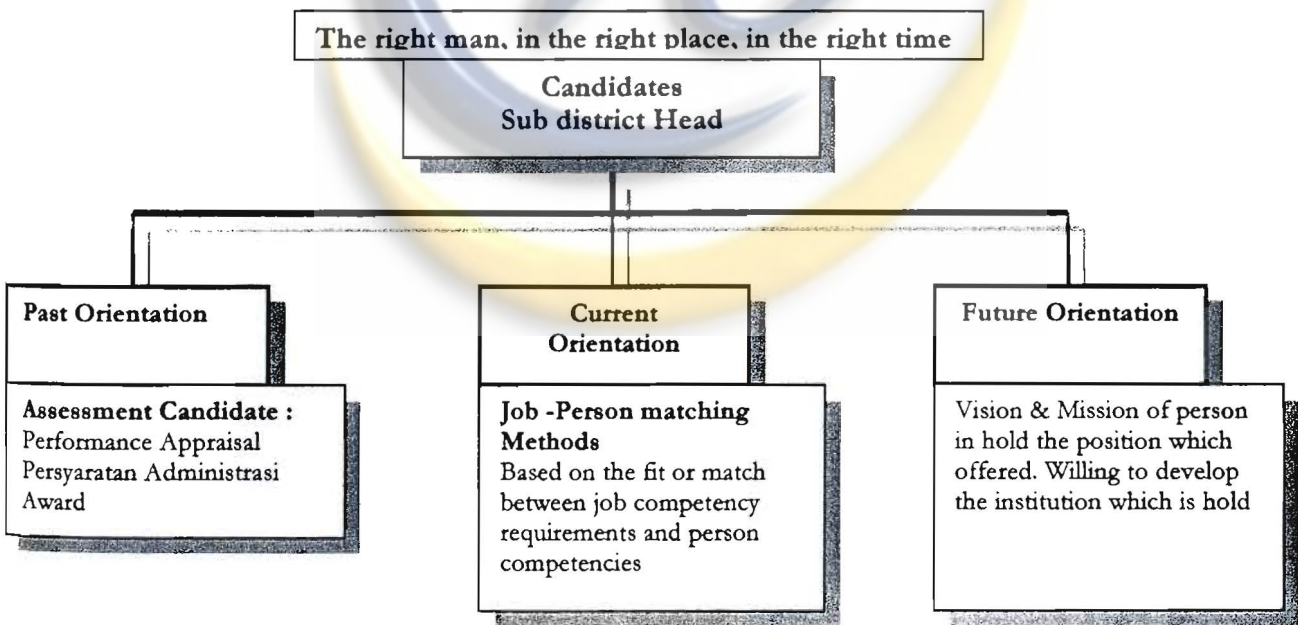 The right man, in the right place, in the right time
Candidates
Sub district Head
Past Orientation
Assessment Candidate :
Performance Appraisal
Persyaratan Administrasi
Award
Current
Orientation
Job -Person matching
Methods
Based on the fit or match
between job competency
requirements and person
competencies
Future Orientation
Vision & Mission of person
in hold the position which
offered. Willing to develop
the institution which is hold